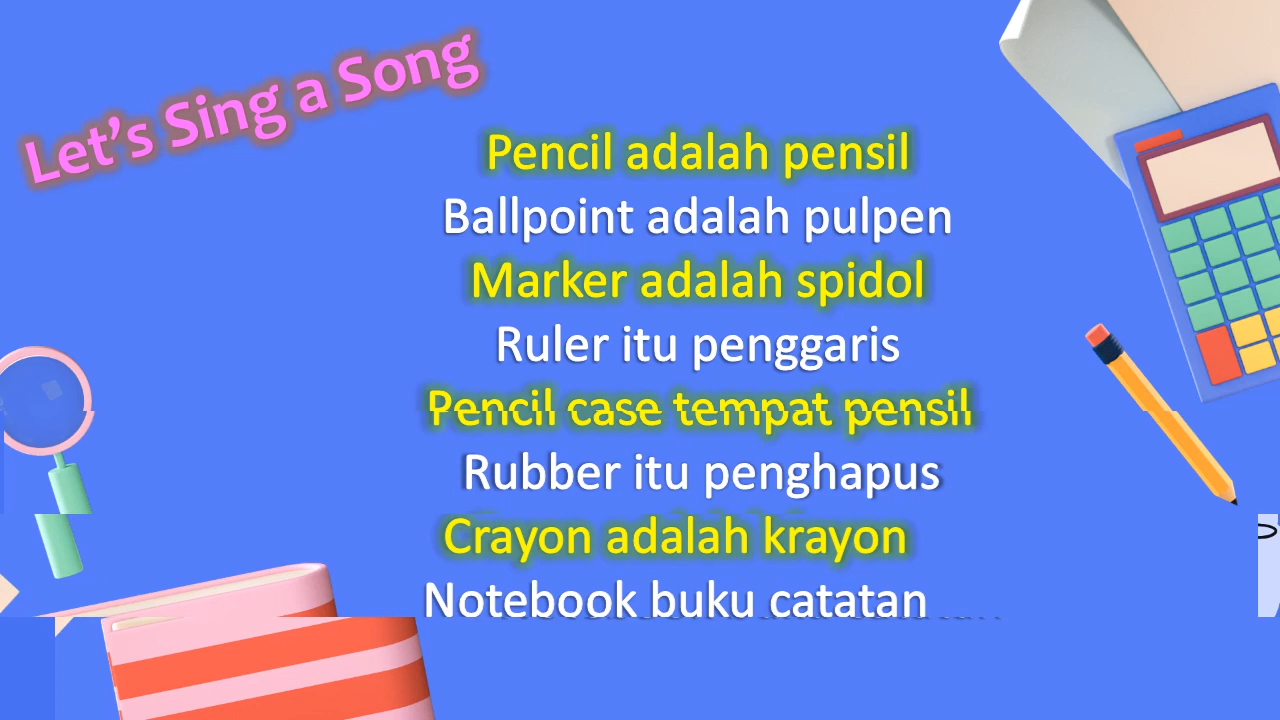 Let's Sing a Song
Pencil adalah pensil
Ballpoint adalah pulpen
Marker adalah spidol
Ruler itu penggaris
Pencil case tempat pensil
Rubber itu penghapus
Crayon adalah krayon
Notebook buku catatan